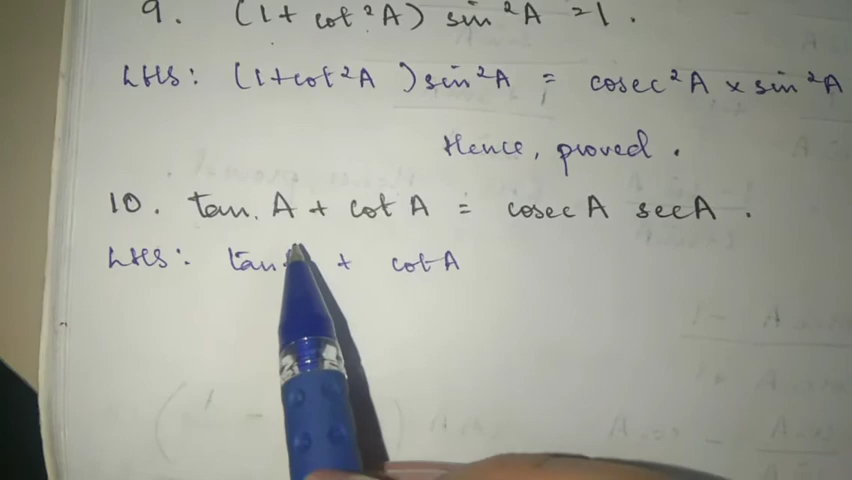 9. (1 + cot²A) sin²A = 1.
LHS: (1+cot²A) sin²A = cosec²A × sin²A
Hence, proved.
10. tan A + cot A = cosec A sec A.
LHS: tan + cot A